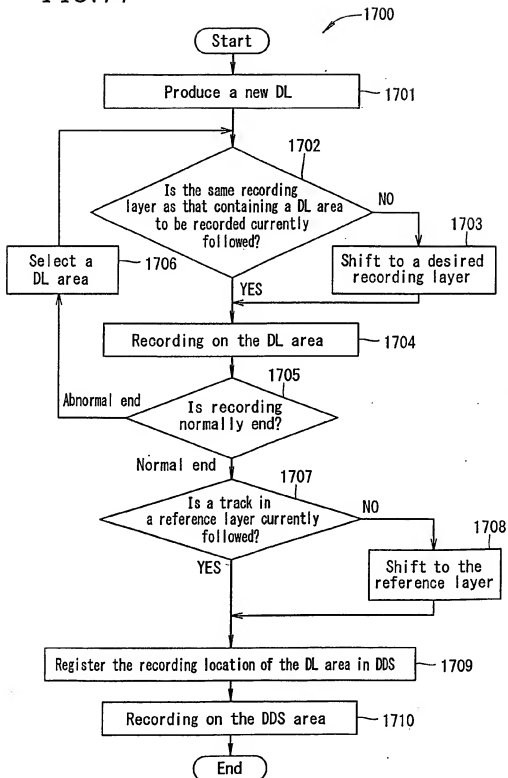 1700
Start
Produce a new DL
1701
1702
Is the same recording
layer as that containing a DL area
to be recorded currently
followed?
NO
1703
Shift to a desired
recording layer
Select a
DL area
1706
YES
Recording on the DL area
1704
1705
Abnormal end
Is recording
normally end?
Normal end
1707
Is a track in
a reference layer currently
followed?
NO
1708
Shift to the
reference layer
YES
Register the recording location of the DL area in DDS
1709
Recording on the DDS area
1710
End